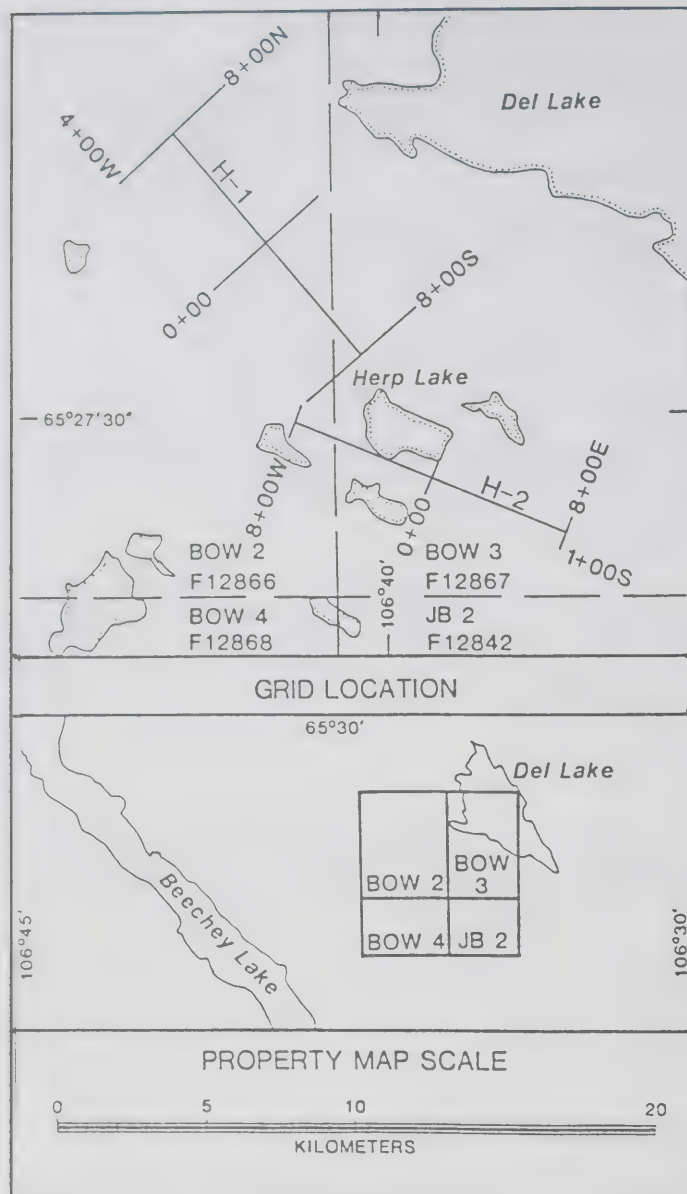 8+00N
Del Lake
4+00W
H-1
0+00
8+00S
Herp Lake
65°27'30"
8+00W
H-2
8+00E
0+00
1+00S
BOW 2
F12866
BOW 3
F12867
106°40'
BOW 4
F12868
JB 2
F12842
GRID LOCATION
65°30'
Del Lake
Beechey Lake
BOW 2
BOW
3
BOW 4
JB 2
106°45'
106°30'
PROPERTY MAP SCALE
0 5 10 20
KILOMETERS